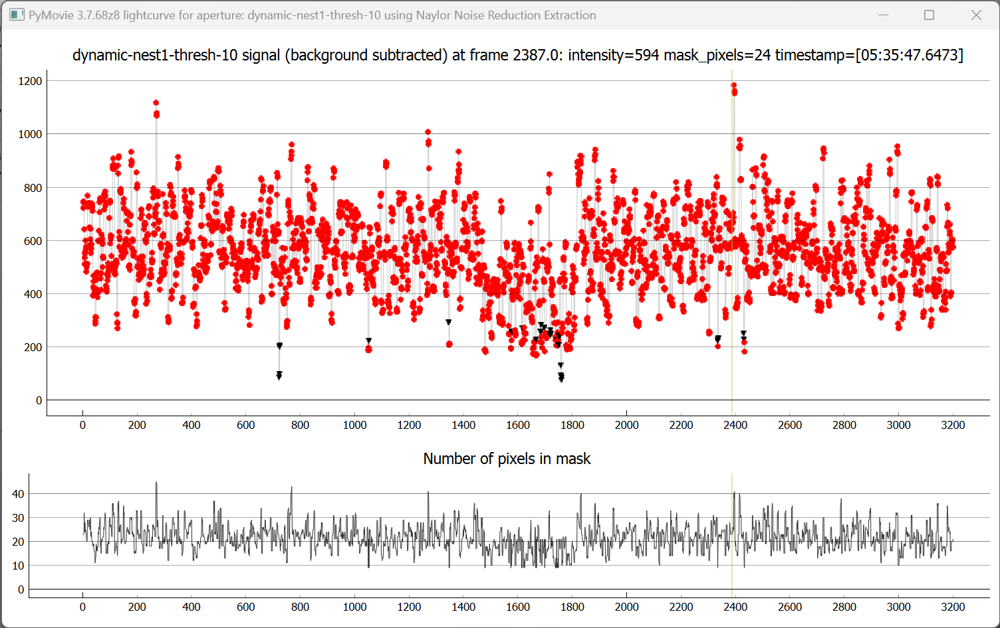 PyMovie 3.7.68z8 lightcurve for aperture: dynamic-nest1-thresh-10 using Naylor Noise Reduction Extraction
dynamic-nest1-thresh-10 signal (background subtracted) at frame 2387.0: intensity=594 mask_pixels=24 timestamp=[05:35:47.6473]
1200
1000
800
600
400
200
0
0 200 400 600 800 1000 1200 1400 1600 1800 2000 2200 2400 2600 2800 3000 3200
Number of pixels in mask
40
30
20
10
0
0 200 400 600 800 1000 1200 1400 1600 1800 2000 2200 2400 2600 2800 3000 3200